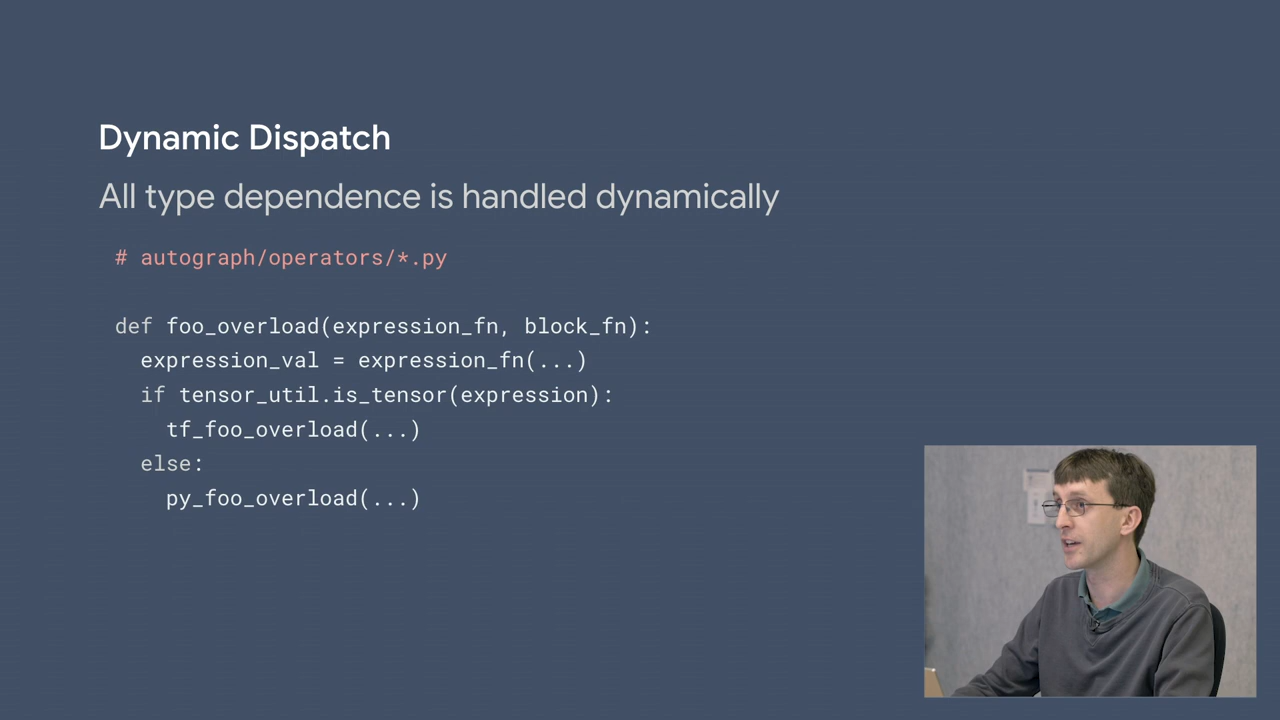 Dynamic Dispatch
All type dependence is handled dynamically
# autograph/operators/*.py
def foo_overload(expression_fn, block_fn):
  expression_val = expression_fn(...)
  if tensor_util.is_tensor(expression):
    tf_foo_overload(...)
  else:
    py_foo_overload(...)